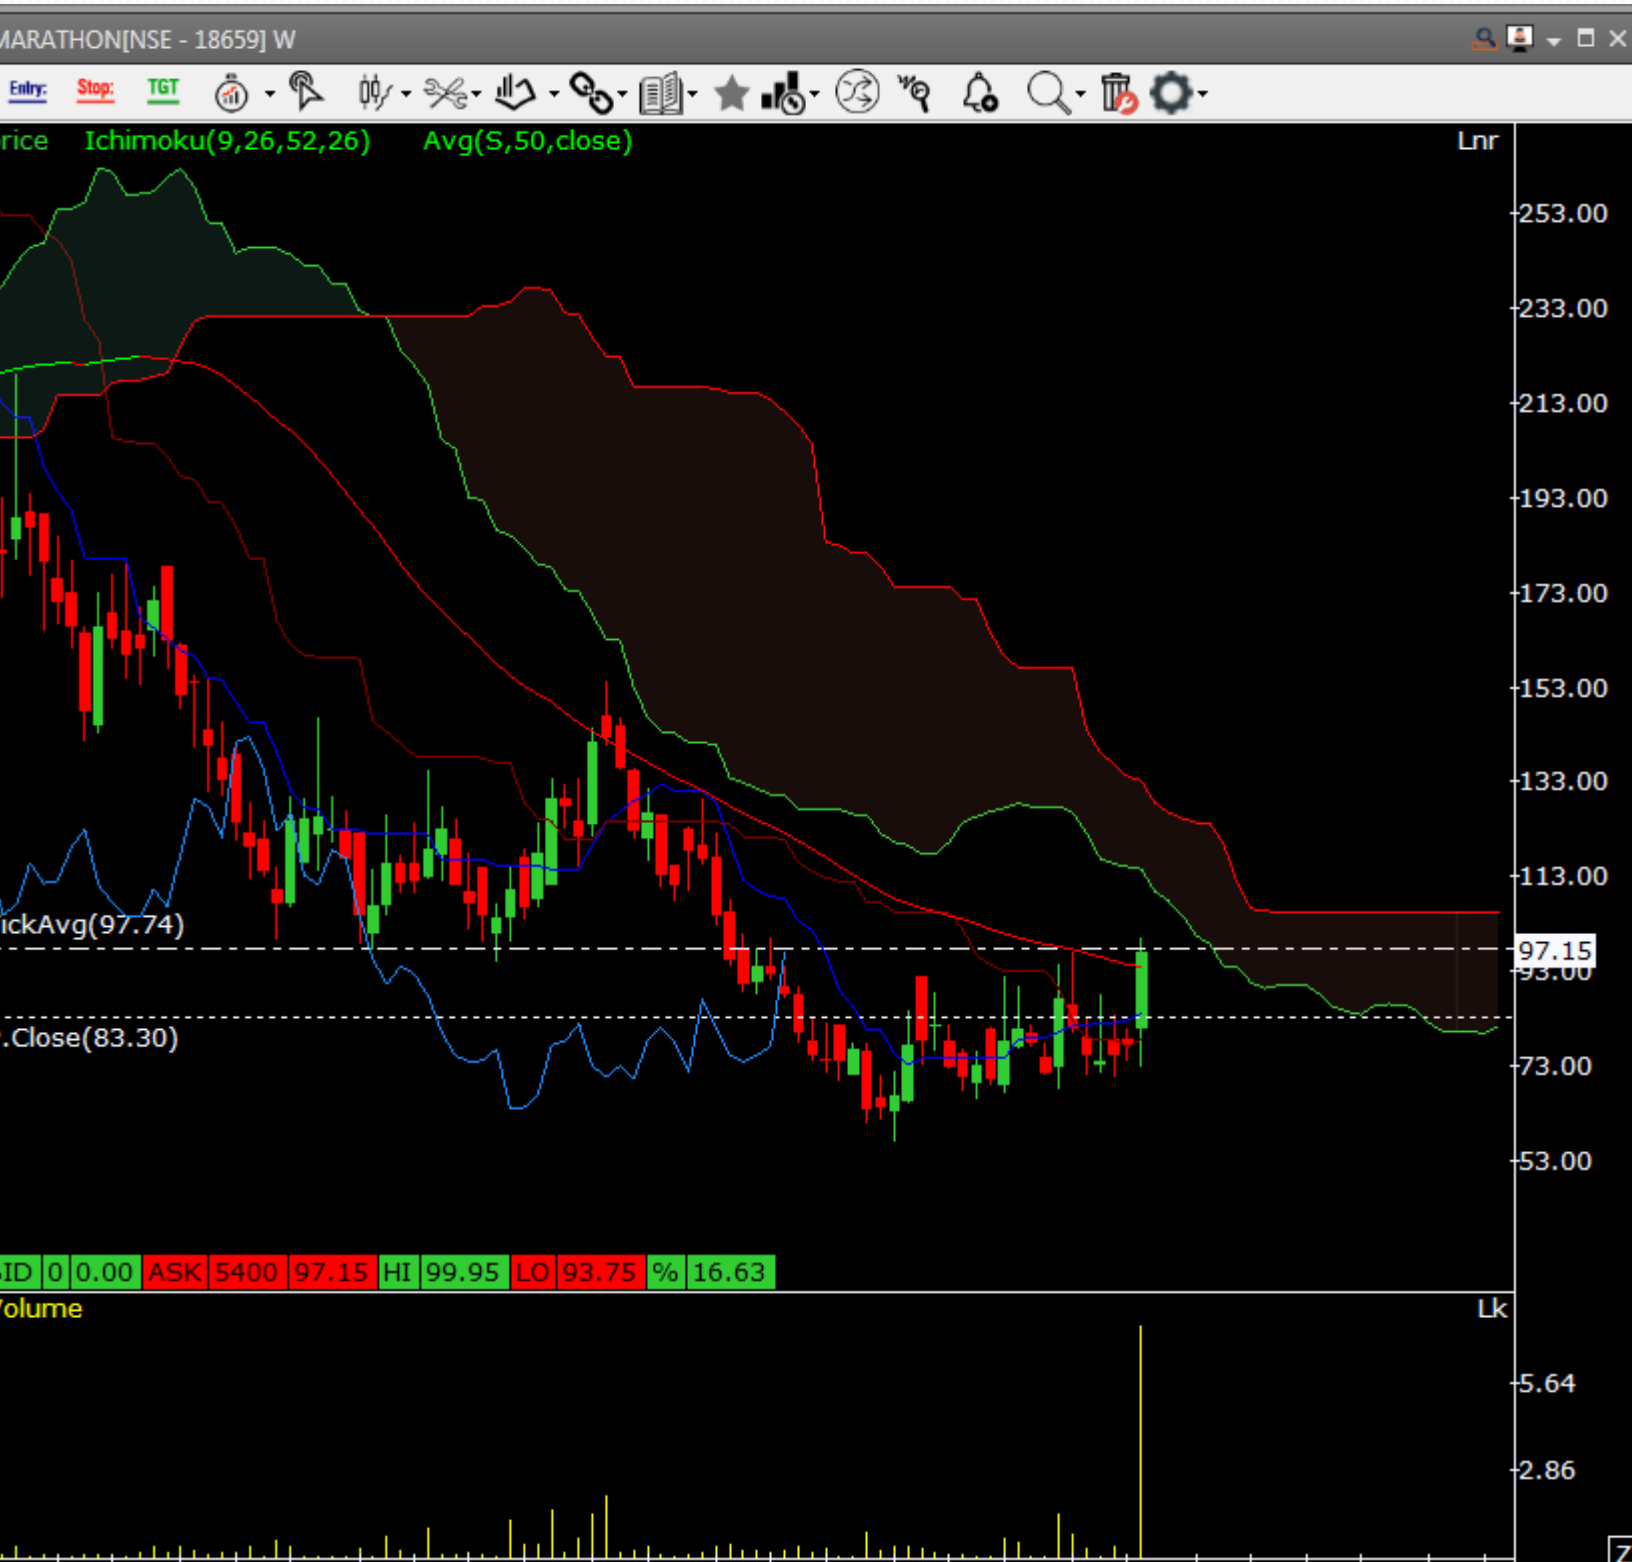 MARATHON[NSE - 18659] W
Entry: Stop: TGT
rice Ichimoku(9,26,52,26) Avg(S,50,close) Lnr
253.00
233.00
213.00
193.00
173.00
153.00
133.00
113.00
ickAvg(97.74)
97.15
93.00
.Close(83.30)
73.00
53.00
BID 0 0.00 ASK 5400 97.15 HI 99.95 LO 93.75 % 16.63
Volume Lk
5.64
2.86
Z